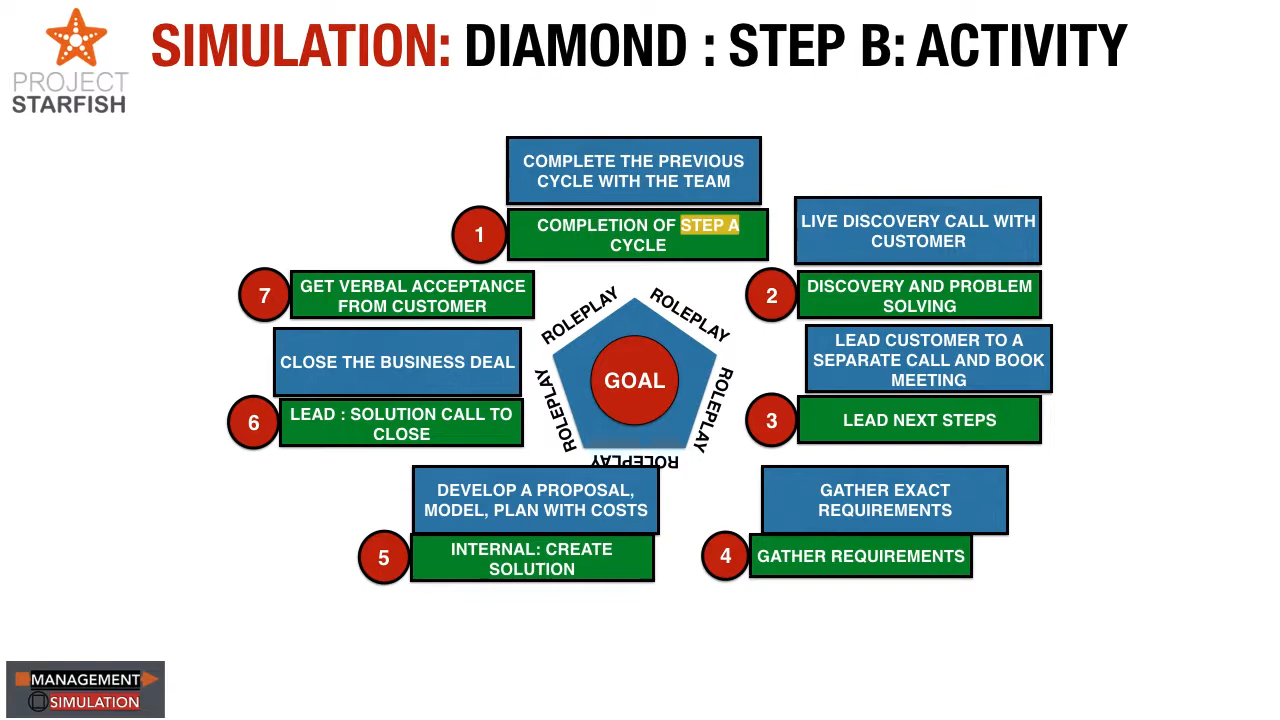 SIMULATION: DIAMOND : STEP B: ACTIVITY
PROJECT
STARFISH
COMPLETE THE PREVIOUS
CYCLE WITH THE TEAM
1
COMPLETION OF STEP A
CYCLE
LIVE DISCOVERY CALL WITH
CUSTOMER
2
DISCOVERY AND PROBLEM
SOLVING
LEAD CUSTOMER TO A
SEPARATE CALL AND BOOK
MEETING
3
LEAD NEXT STEPS
GATHER EXACT
REQUIREMENTS
4
GATHER REQUIREMENTS
DEVELOP A PROPOSAL,
MODEL, PLAN WITH COSTS
5
INTERNAL: CREATE
SOLUTION
CLOSE THE BUSINESS DEAL
6
LEAD : SOLUTION CALL TO
CLOSE
7
GET VERBAL ACCEPTANCE
FROM CUSTOMER
ROLEPLAY
ROLEPLAY
ROLEPLAY
ROLEPLAY
ROLEPLAY
GOAL
MANAGEMENT
SIMULATION